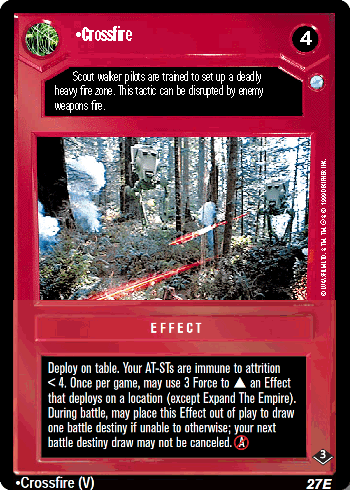 •Crossfire
4
Scout walker pilots are trained to set up a deadly
heavy fire zone. This tactic can be disrupted by enemy
weapons fire.
EFFECT
Deploy on table. Your AT-STs are immune to attrition
< 4. Once per game, may use 3 Force to ▲ an Effect
that deploys on a location (except Expand The Empire).
During battle, may place this Effect out of play to draw
one battle destiny if unable to otherwise; your next
battle destiny draw may not be canceled. A
3
•Crossfire (V)
27E